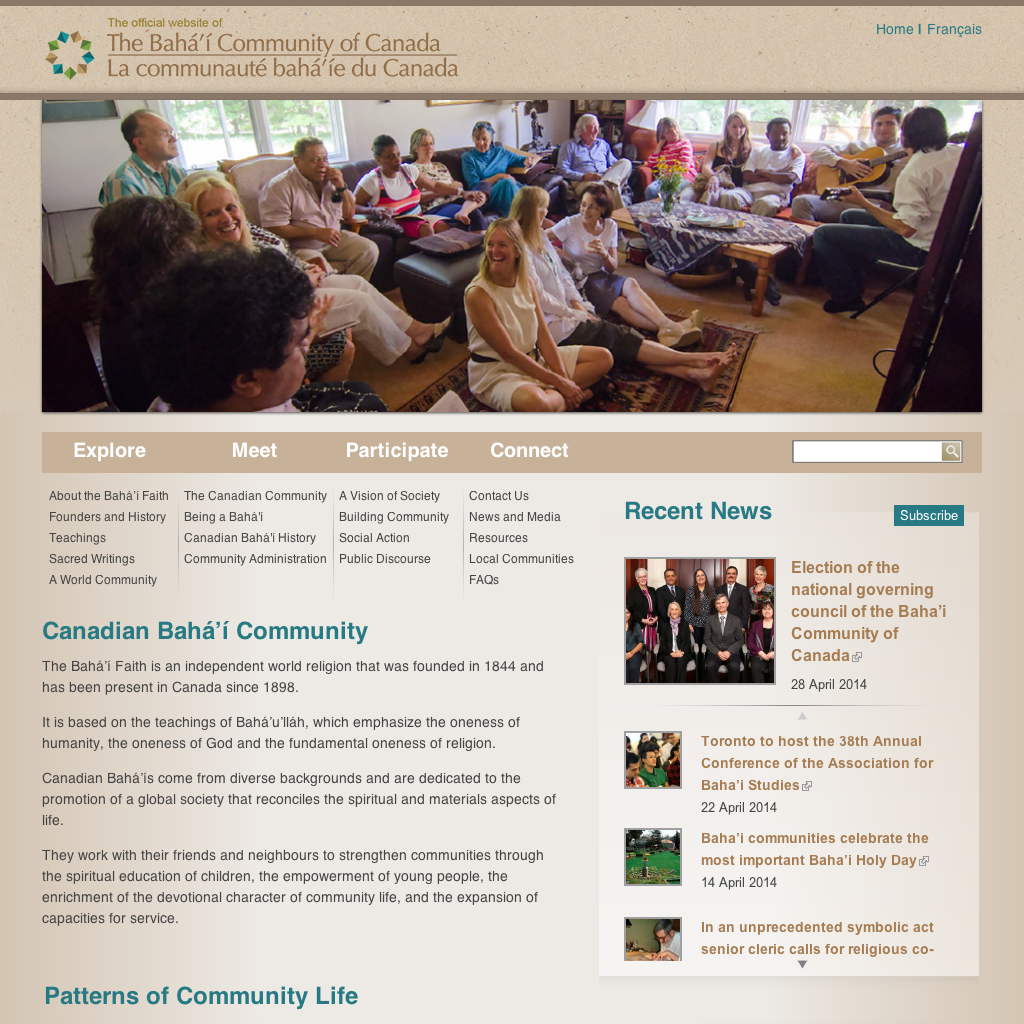 The official website of
The Bahá’í Community of Canada
La communauté bahá’íe du Canada
Home | Français
Explore Meet Participate Connect
About the Bahá’i Faith
Founders and History
Teachings
Sacred Writings
A World Community
The Canadian Community
Being a Bahá'i
Canadian Bahá'i History
Community Administration
A Vision of Society
Building Community
Social Action
Public Discourse
Contact Us
News and Media
Resources
Local Communities
FAQs
Canadian Bahá’í Community
The Bahá’í Faith is an independent world religion that was founded in 1844 and
has been present in Canada since 1898.
It is based on the teachings of Bahá’u’lláh, which emphasize the oneness of
humanity, the oneness of God and the fundamental oneness of religion.
Canadian Bahá’ís come from diverse backgrounds and are dedicated to the
promotion of a global society that reconciles the spiritual and materials aspects of
life.
They work with their friends and neighbours to strengthen communities through
the spiritual education of children, the empowerment of young people, the
enrichment of the devotional character of community life, and the expansion of
capacities for service.
Patterns of Community Life
Recent News
Subscribe
Election of the
national governing
council of the Baha’i
Community of
Canada
28 April 2014
Toronto to host the 38th Annual
Conference of the Association for
Baha’i Studies
22 April 2014
Baha’i communities celebrate the
most important Baha’i Holy Day
14 April 2014
In an unprecedented symbolic act
senior cleric calls for religious co-